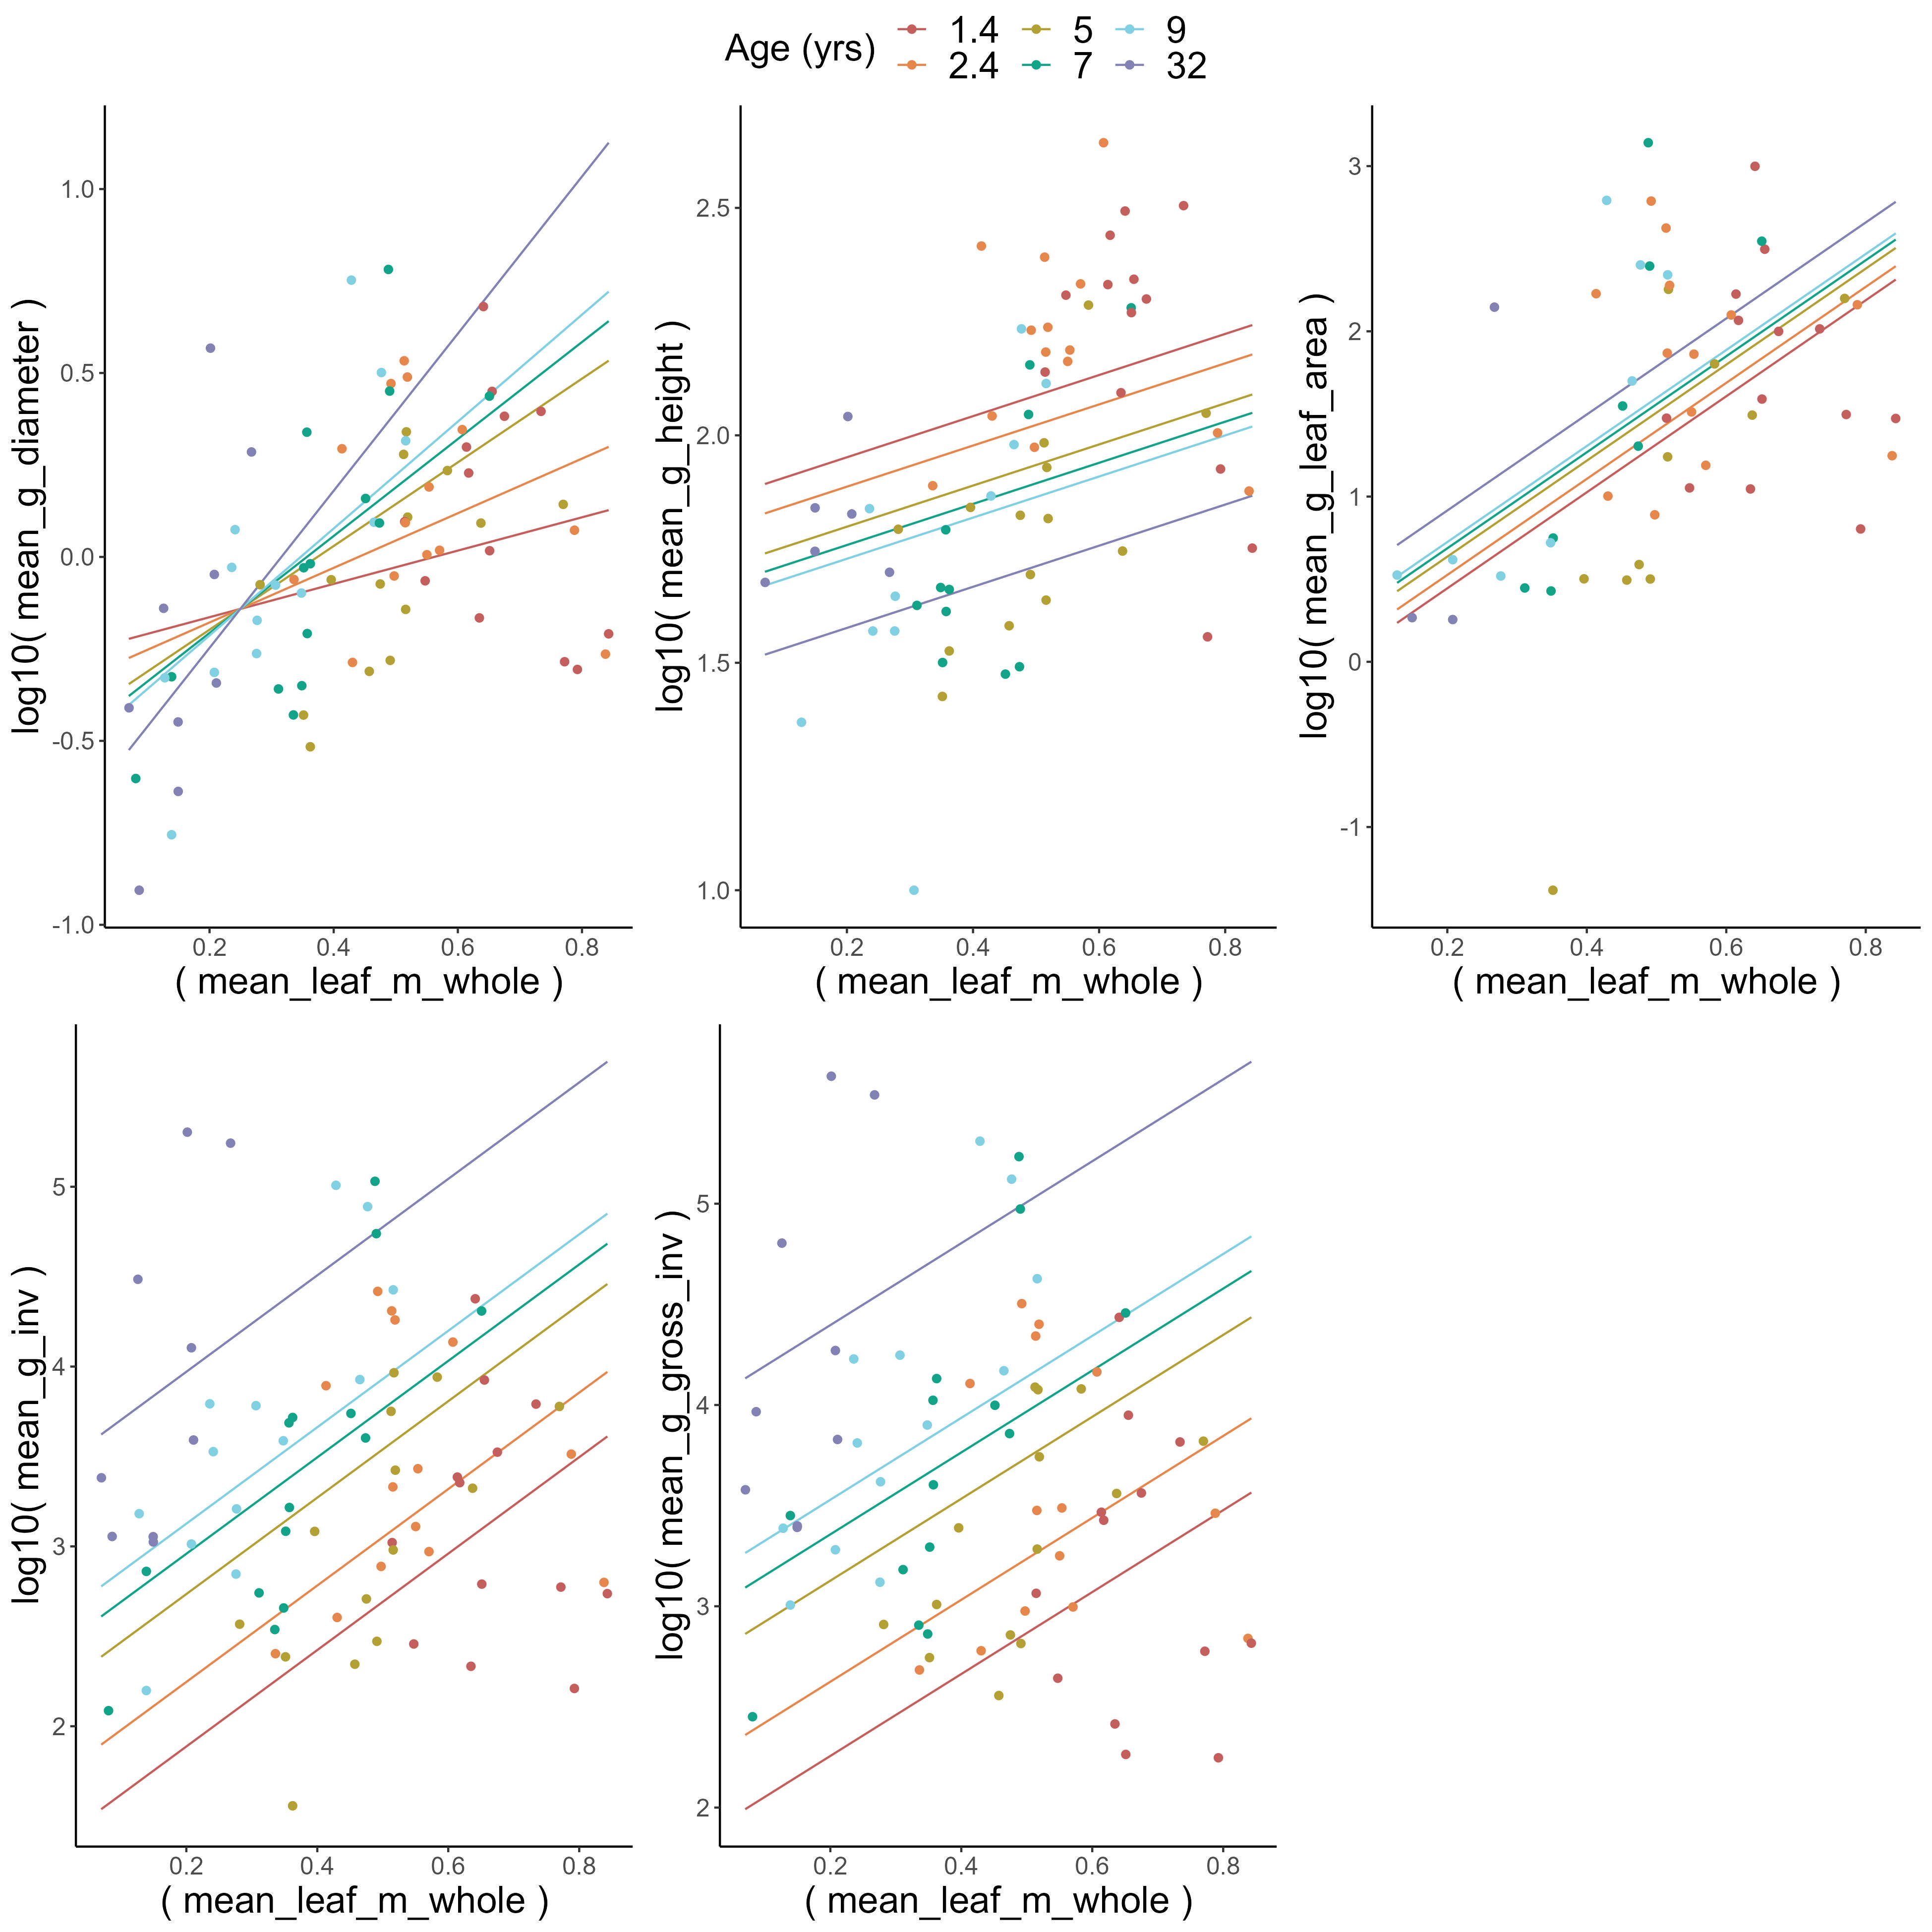 Age (yrs) 1.4 5 9
2.4 7 32
log10( mean_g_diameter )
1.0
0.5
0.0
-0.5
-1.0
0.2 0.4 0.6 0.8
( mean_leaf_m_whole )
log10( mean_g_height )
2.5
2.0
1.5
1.0
0.2 0.4 0.6 0.8
( mean_leaf_m_whole )
log10( mean_g_leaf_area )
3
2
1
0
-1
0.2 0.4 0.6 0.8
( mean_leaf_m_whole )
log10( mean_g_inv )
5
4
3
2
0.2 0.4 0.6 0.8
( mean_leaf_m_whole )
log10( mean_g_gross_inv )
5
4
3
2
0.2 0.4 0.6 0.8
( mean_leaf_m_whole )